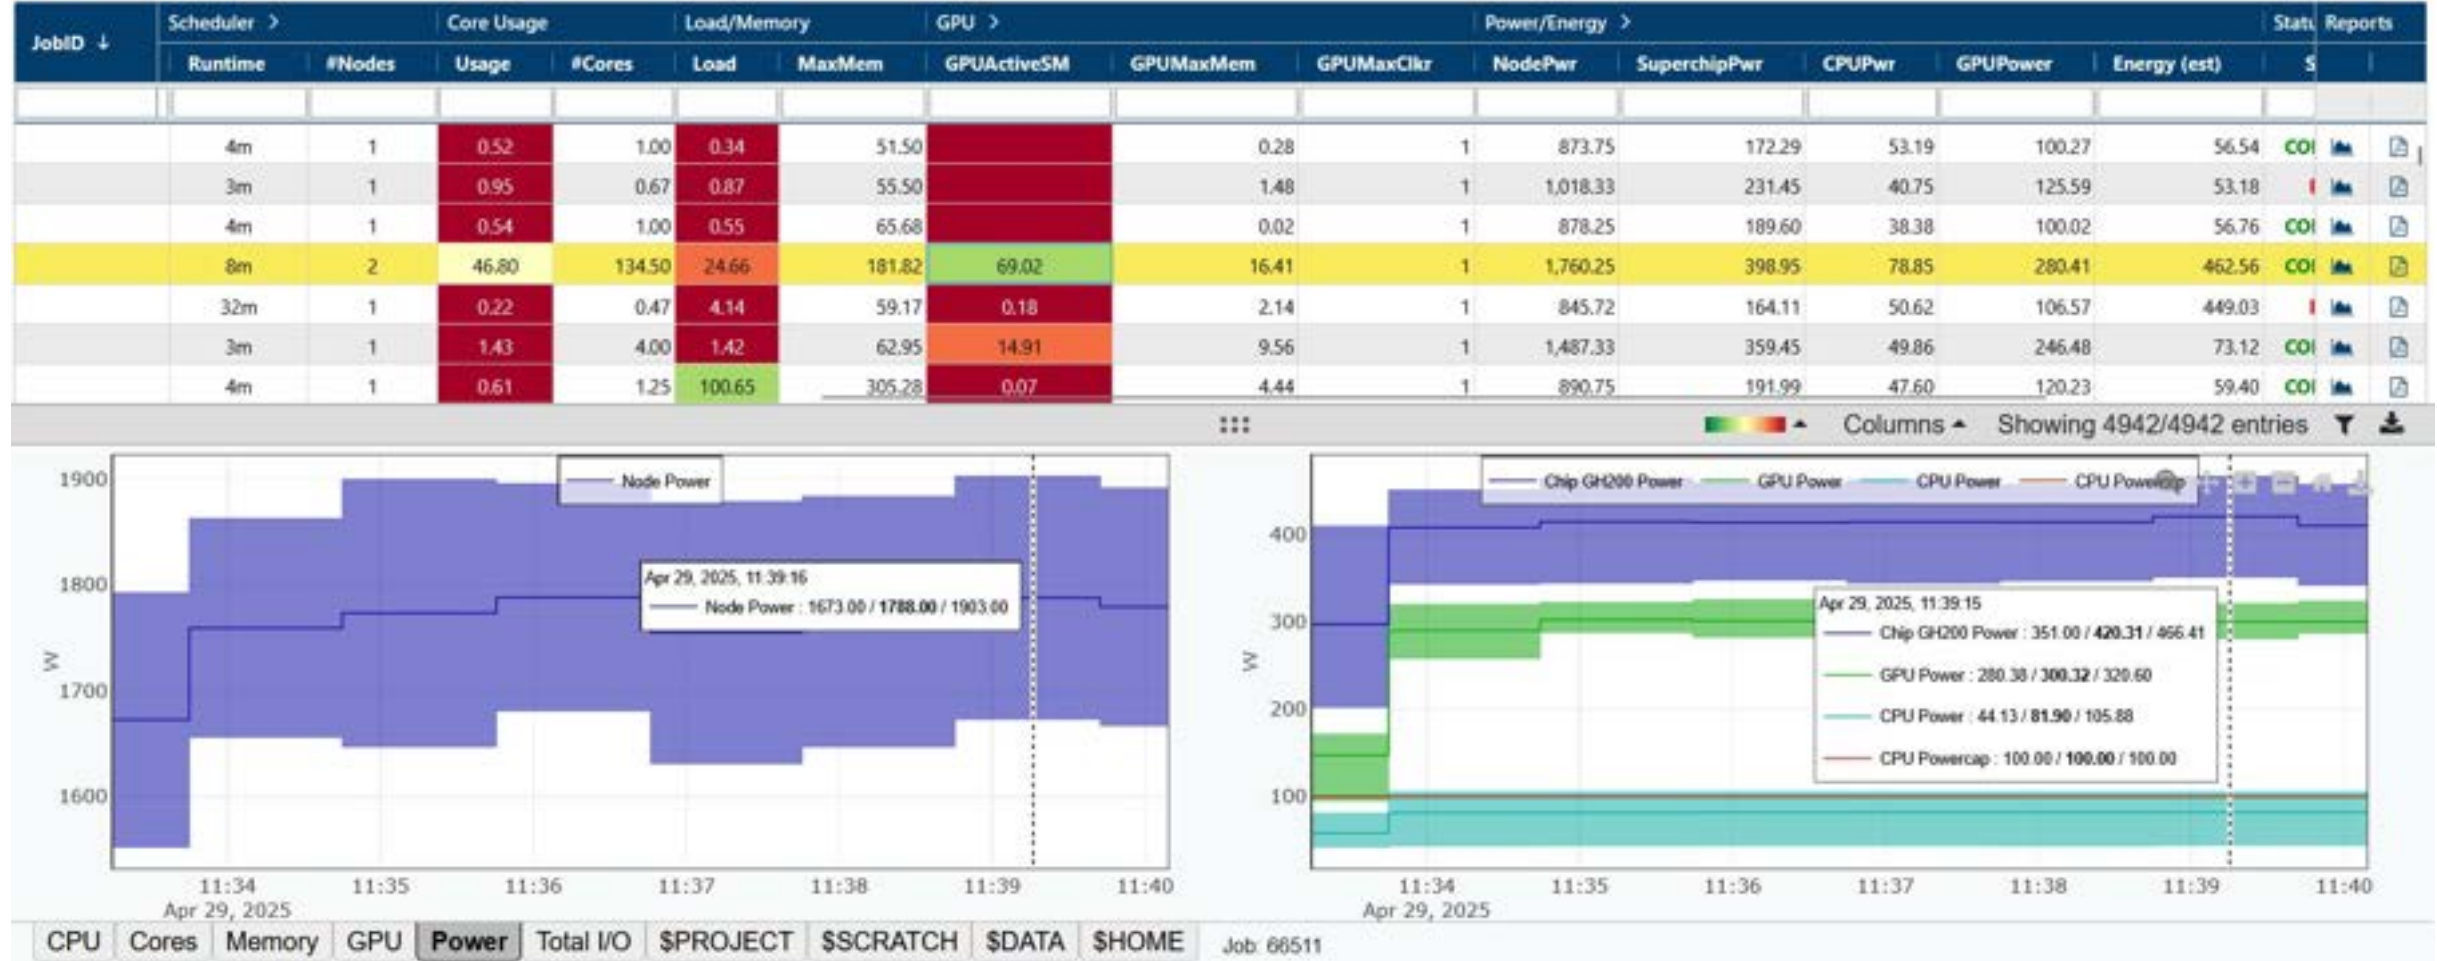 JobID ↓ Scheduler > Core Usage Load/Memory GPU > Power/Energy > Statu Reports
Runtime #Nodes Usage #Cores Load MaxMem GPUActiveSM GPUMaxMem GPUMaxClkr NodePwr SuperchipPwr CPUPwr GPUPower Energy (est) S
4m 1 0.52 1.00 0.34 51.50 0.28 1 873.75 172.29 53.19 100.27 56.54 COI
3m 1 0.95 0.67 0.87 55.50 1.48 1 1,018.33 231.45 40.75 125.59 53.18
4m 1 0.54 1.00 0.55 65.68 0.02 1 878.25 189.60 38.38 100.02 56.76 COI
8m 2 46.80 134.50 24.66 181.82 69.02 16.41 1 1,760.25 398.95 78.85 280.41 462.56 COI
32m 1 0.22 0.47 4.14 59.17 0.18 2.14 1 845.72 164.11 50.62 106.57 449.03
3m 1 1.43 4.00 1.42 62.95 14.91 9.56 1 1,487.33 359.45 49.86 246.48 73.12 COI
4m 1 0.61 1.25 100.65 305.28 0.07 4.44 1 890.75 191.99 47.60 120.23 59.40 COI
Columns Showing 4942/4942 entries
Node Power
1900
1800
1700
1600
W
Apr 29, 2025, 11:39:16
Node Power : 1673.00 / 1788.00 / 1903.00
11:34 11:35 11:36 11:37 11:38 11:39 11:40
Apr 29, 2025
Chip GH200 Power GPU Power CPU Power CPU Powercap
400
300
200
100
W
Apr 29, 2025, 11:39:15
Chip GH200 Power : 351.00 / 420.31 / 466.41
GPU Power : 280.38 / 300.32 / 320.60
CPU Power : 44.13 / 81.90 / 105.88
CPU Powercap : 100.00 / 100.00 / 100.00
11:34 11:35 11:36 11:37 11:38 11:39 11:40
Apr 29, 2025
CPU Cores Memory GPU Power Total I/O $PROJECT $SCRATCH $DATA $HOME Job: 66511